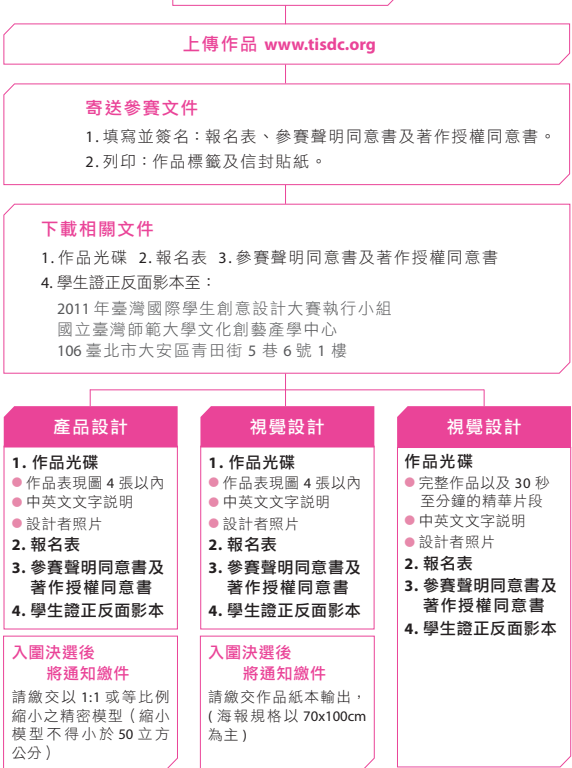 上傳作品 www.tisdc.org
寄送參賽文件
1. 填寫並簽名：報名表、參賽聲明同意書及著作授權同意書。
2. 列印：作品標籤及信封貼紙。
下載相關文件
1. 作品光碟 2. 報名表 3. 參賽聲明同意書及著作授權同意書
4. 學生證正反面影本至：
2011 年臺灣國際學生創意設計大賽執行小組
國立臺灣師範大學文化創藝產學中心
106 臺北市大安區青田街 5 巷 6 號 1 樓
產品設計
1. 作品光碟
● 作品表現圖 4 張以內
● 中英文文字說明
● 設計者照片
2. 報名表
3. 參賽聲明同意書及
著作授權同意書
4. 學生證正反面影本
入圍決選後
將通知繳件
請繳交以 1:1 或等比例
縮小之精密模型（縮小
模型不得小於 50 立方
公分）
視覺設計
1. 作品光碟
● 作品表現圖 4 張以內
● 中英文文字說明
● 設計者照片
2. 報名表
3. 參賽聲明同意書及
著作授權同意書
4. 學生證正反面影本
入圍決選後
將通知繳件
請繳交作品紙本輸出，
( 海報規格以 70x100cm
為主 )
視覺設計
作品光碟
● 完整作品以及 30 秒
至分鐘的精華片段
● 中英文文字說明
● 設計者照片
2. 報名表
3. 參賽聲明同意書及
著作授權同意書
4. 學生證正反面影本